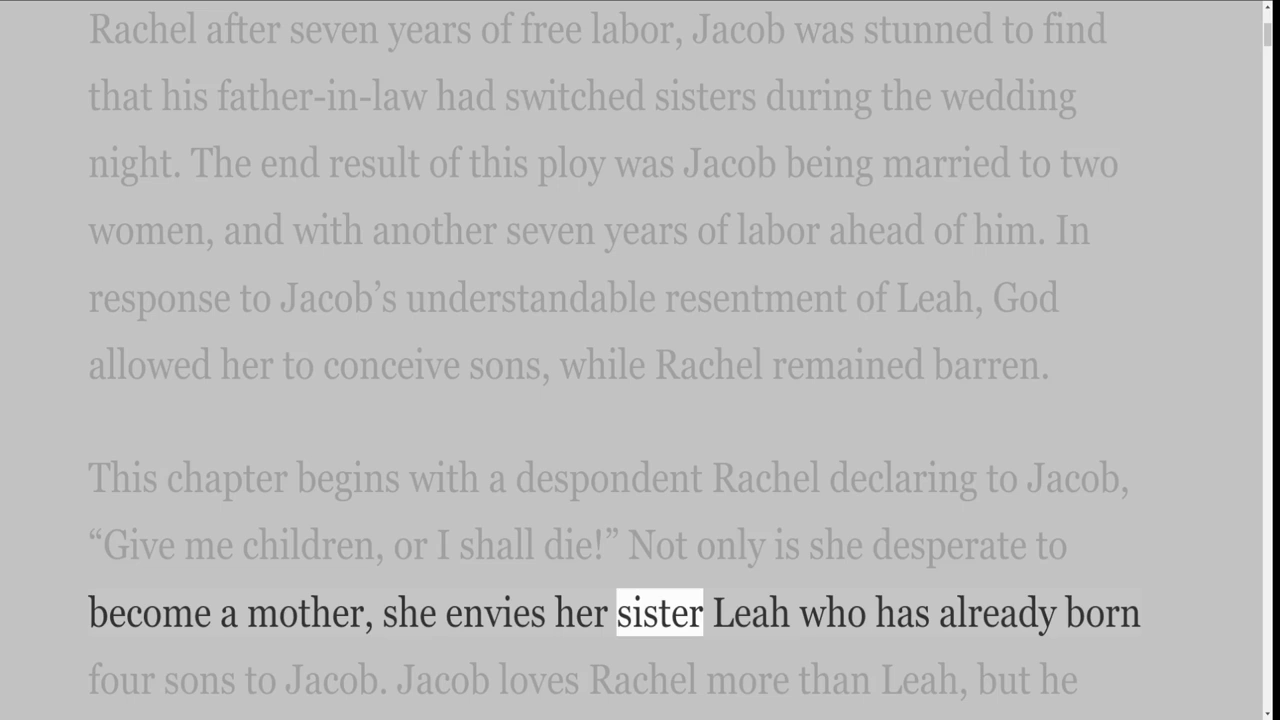 Rachel after seven years of free labor, Jacob was stunned to find
that his father-in-law had switched sisters during the wedding
night. The end result of this ploy was Jacob being married to two
women, and with another seven years of labor ahead of him. In
response to Jacob’s understandable resentment of Leah, God
allowed her to conceive sons, while Rachel remained barren.
This chapter begins with a despondent Rachel declaring to Jacob,
“Give me children, or I shall die!” Not only is she desperate to
become a mother, she envies her sister Leah who has already born
four sons to Jacob. Jacob loves Rachel more than Leah, but he